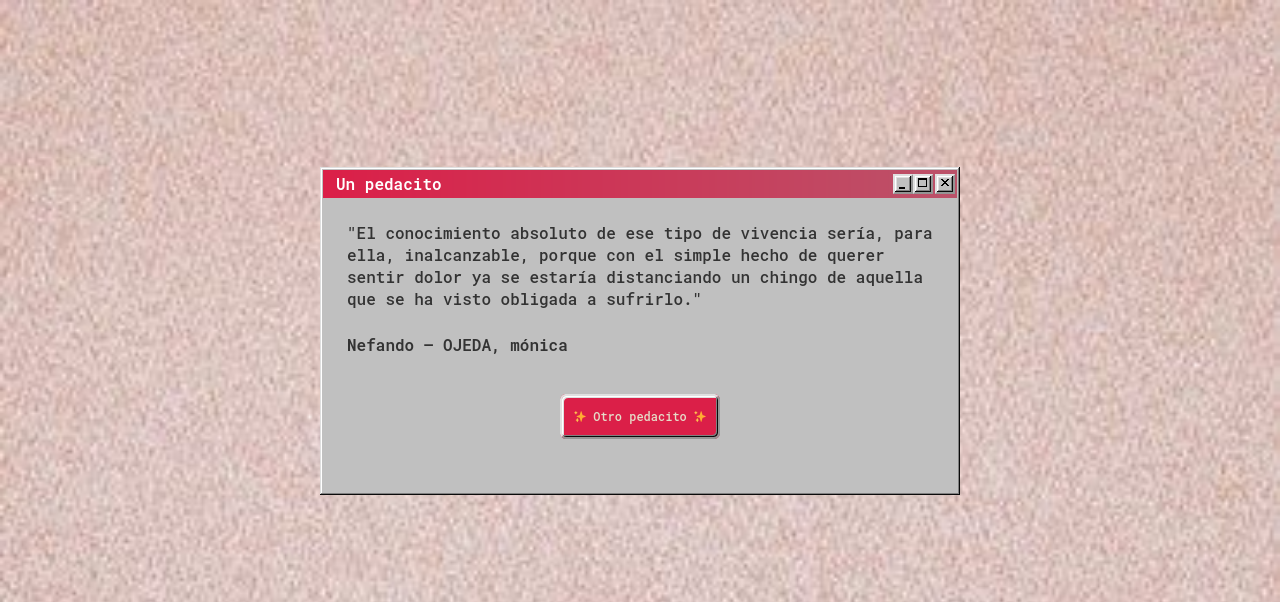 Un pedacito
"El conocimiento absoluto de ese tipo de vivencia sería, para
ella, inalcanzable, porque con el simple hecho de querer
sentir dolor ya se estaría distanciando un chingo de aquella
que se ha visto obligada a sufrirlo."
Nefando — OJEDA, mónica
✨ Otro pedacito ✨